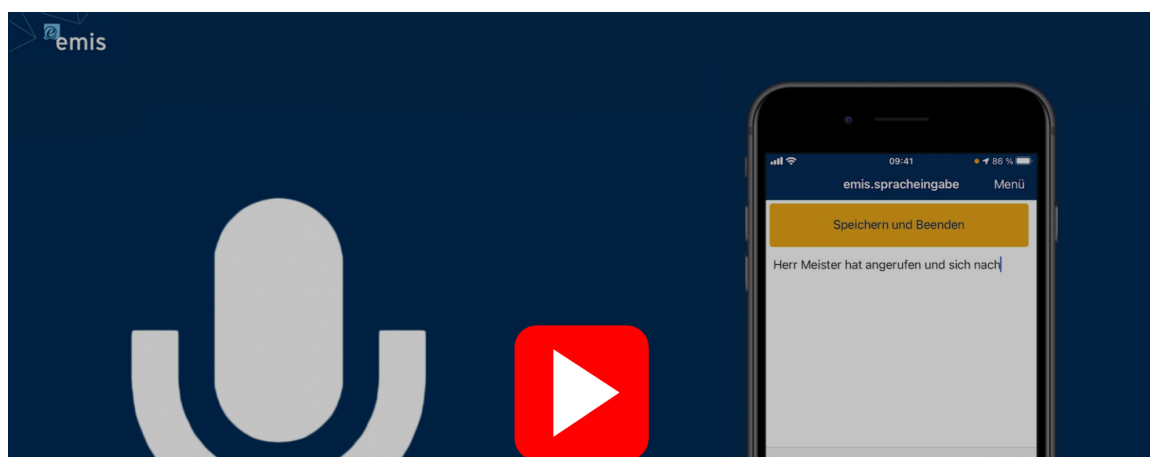 emis
09:41
86 %
emis.spracheingabe Menü
Speichern und Beenden
Herr Meister hat angerufen und sich nach